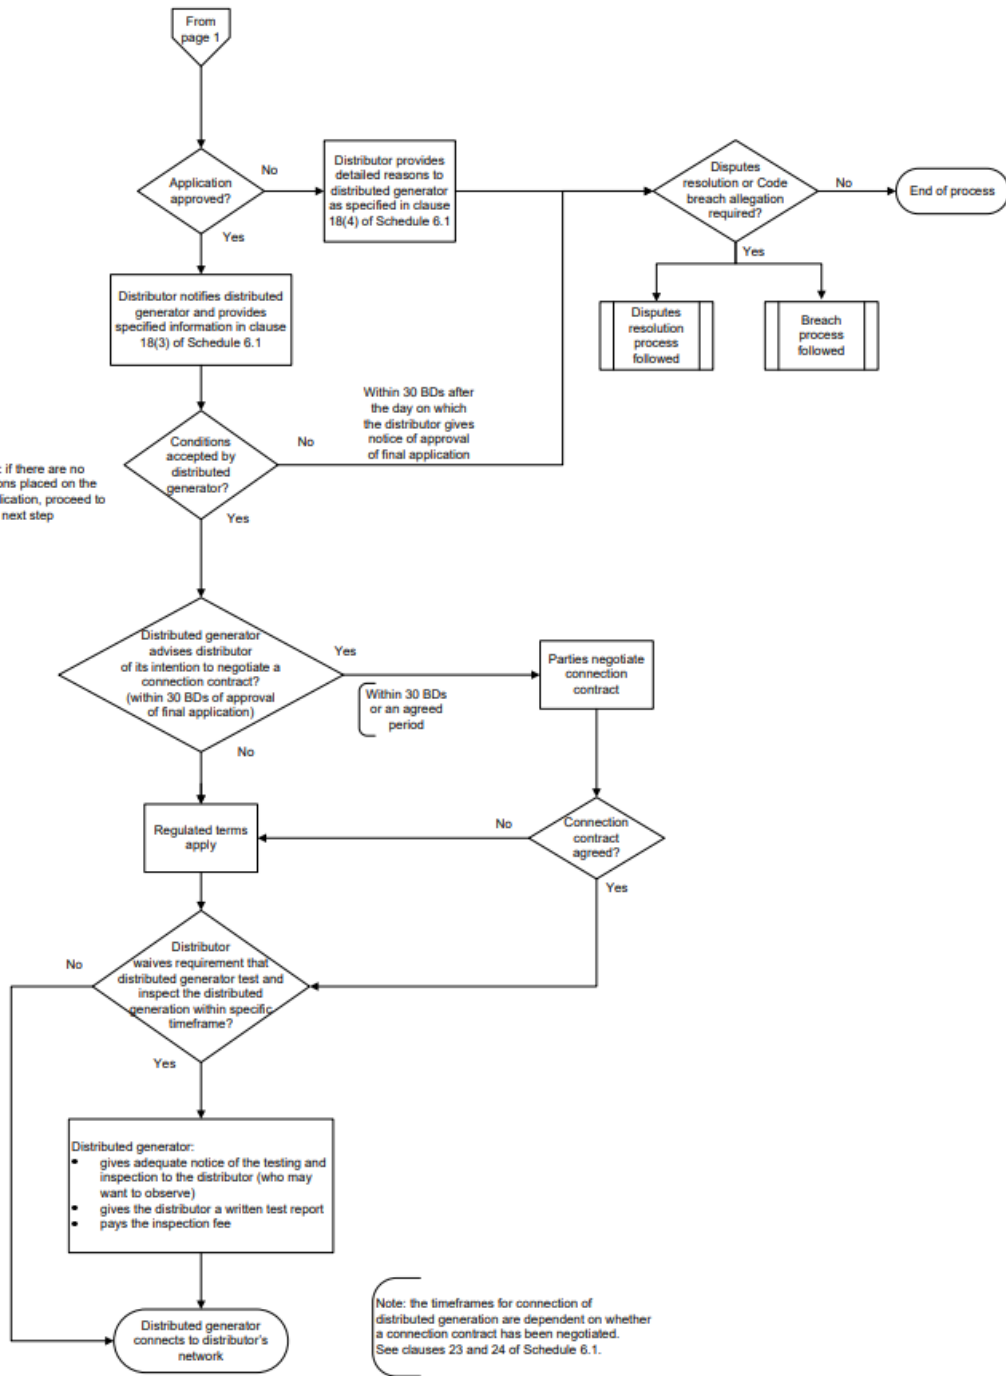 From
page 1
Application
approved?
No
Yes
Distributor provides
detailed reasons to
distributed generator
as specified in clause
18(4) of Schedule 6.1
Disputes
resolution or Code
breach allegation
required?
No
End of process
Yes
Disputes
resolution
process
followed
Breach
process
followed
Distributor notifies distributed
generator and provides
specified information in clause
18(3) of Schedule 6.1
Within 30 BDs after
the day on which
the distributor gives
notice of approval
of final application
Conditions
accepted by
distributed
generator?
No
Yes
: if there are no
ons placed on the
lication, proceed to
next step
Distributed generator
advises distributor
of its intention to negotiate a
connection contract?
(within 30 BDs of approval
of final application)
Yes
No
Within 30 BDs
or an agreed
period
Parties negotiate
connection
contract
Regulated terms
apply
No
Connection
contract
agreed?
Yes
Distributor
waives requirement that
distributed generator test and
inspect the distributed
generation within specific
timeframe?
No
Yes
Distributed generator:
• gives adequate notice of the testing and
inspection to the distributor (who may
want to observe)
• gives the distributor a written test report
• pays the inspection fee
Distributed generator
connects to distributor's
network
Note: the timeframes for connection of
distributed generation are dependent on whether
a connection contract has been negotiated.
See clauses 23 and 24 of Schedule 6.1.